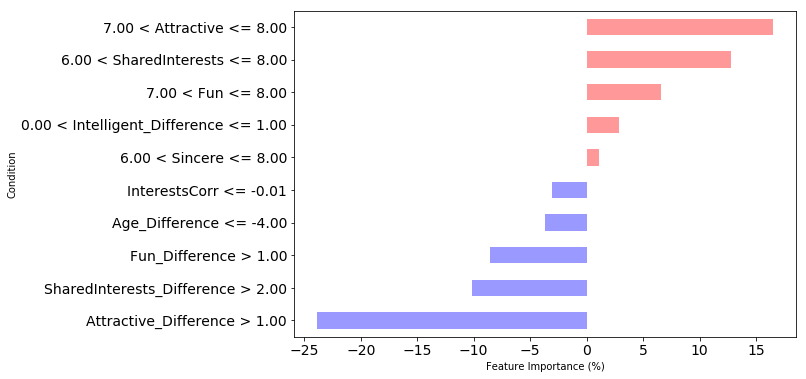 7.00 < Attractive <= 8.00
6.00 < SharedInterests <= 8.00
7.00 < Fun <= 8.00
0.00 < Intelligent_Difference <= 1.00
6.00 < Sincere <= 8.00
InterestsCorr <= -0.01
Age_Difference <= -4.00
Fun_Difference > 1.00
SharedInterests_Difference > 2.00
Attractive_Difference > 1.00
Condition
−25 −20 −15 −10 −5 0 5 10 15
Feature Importance (%)